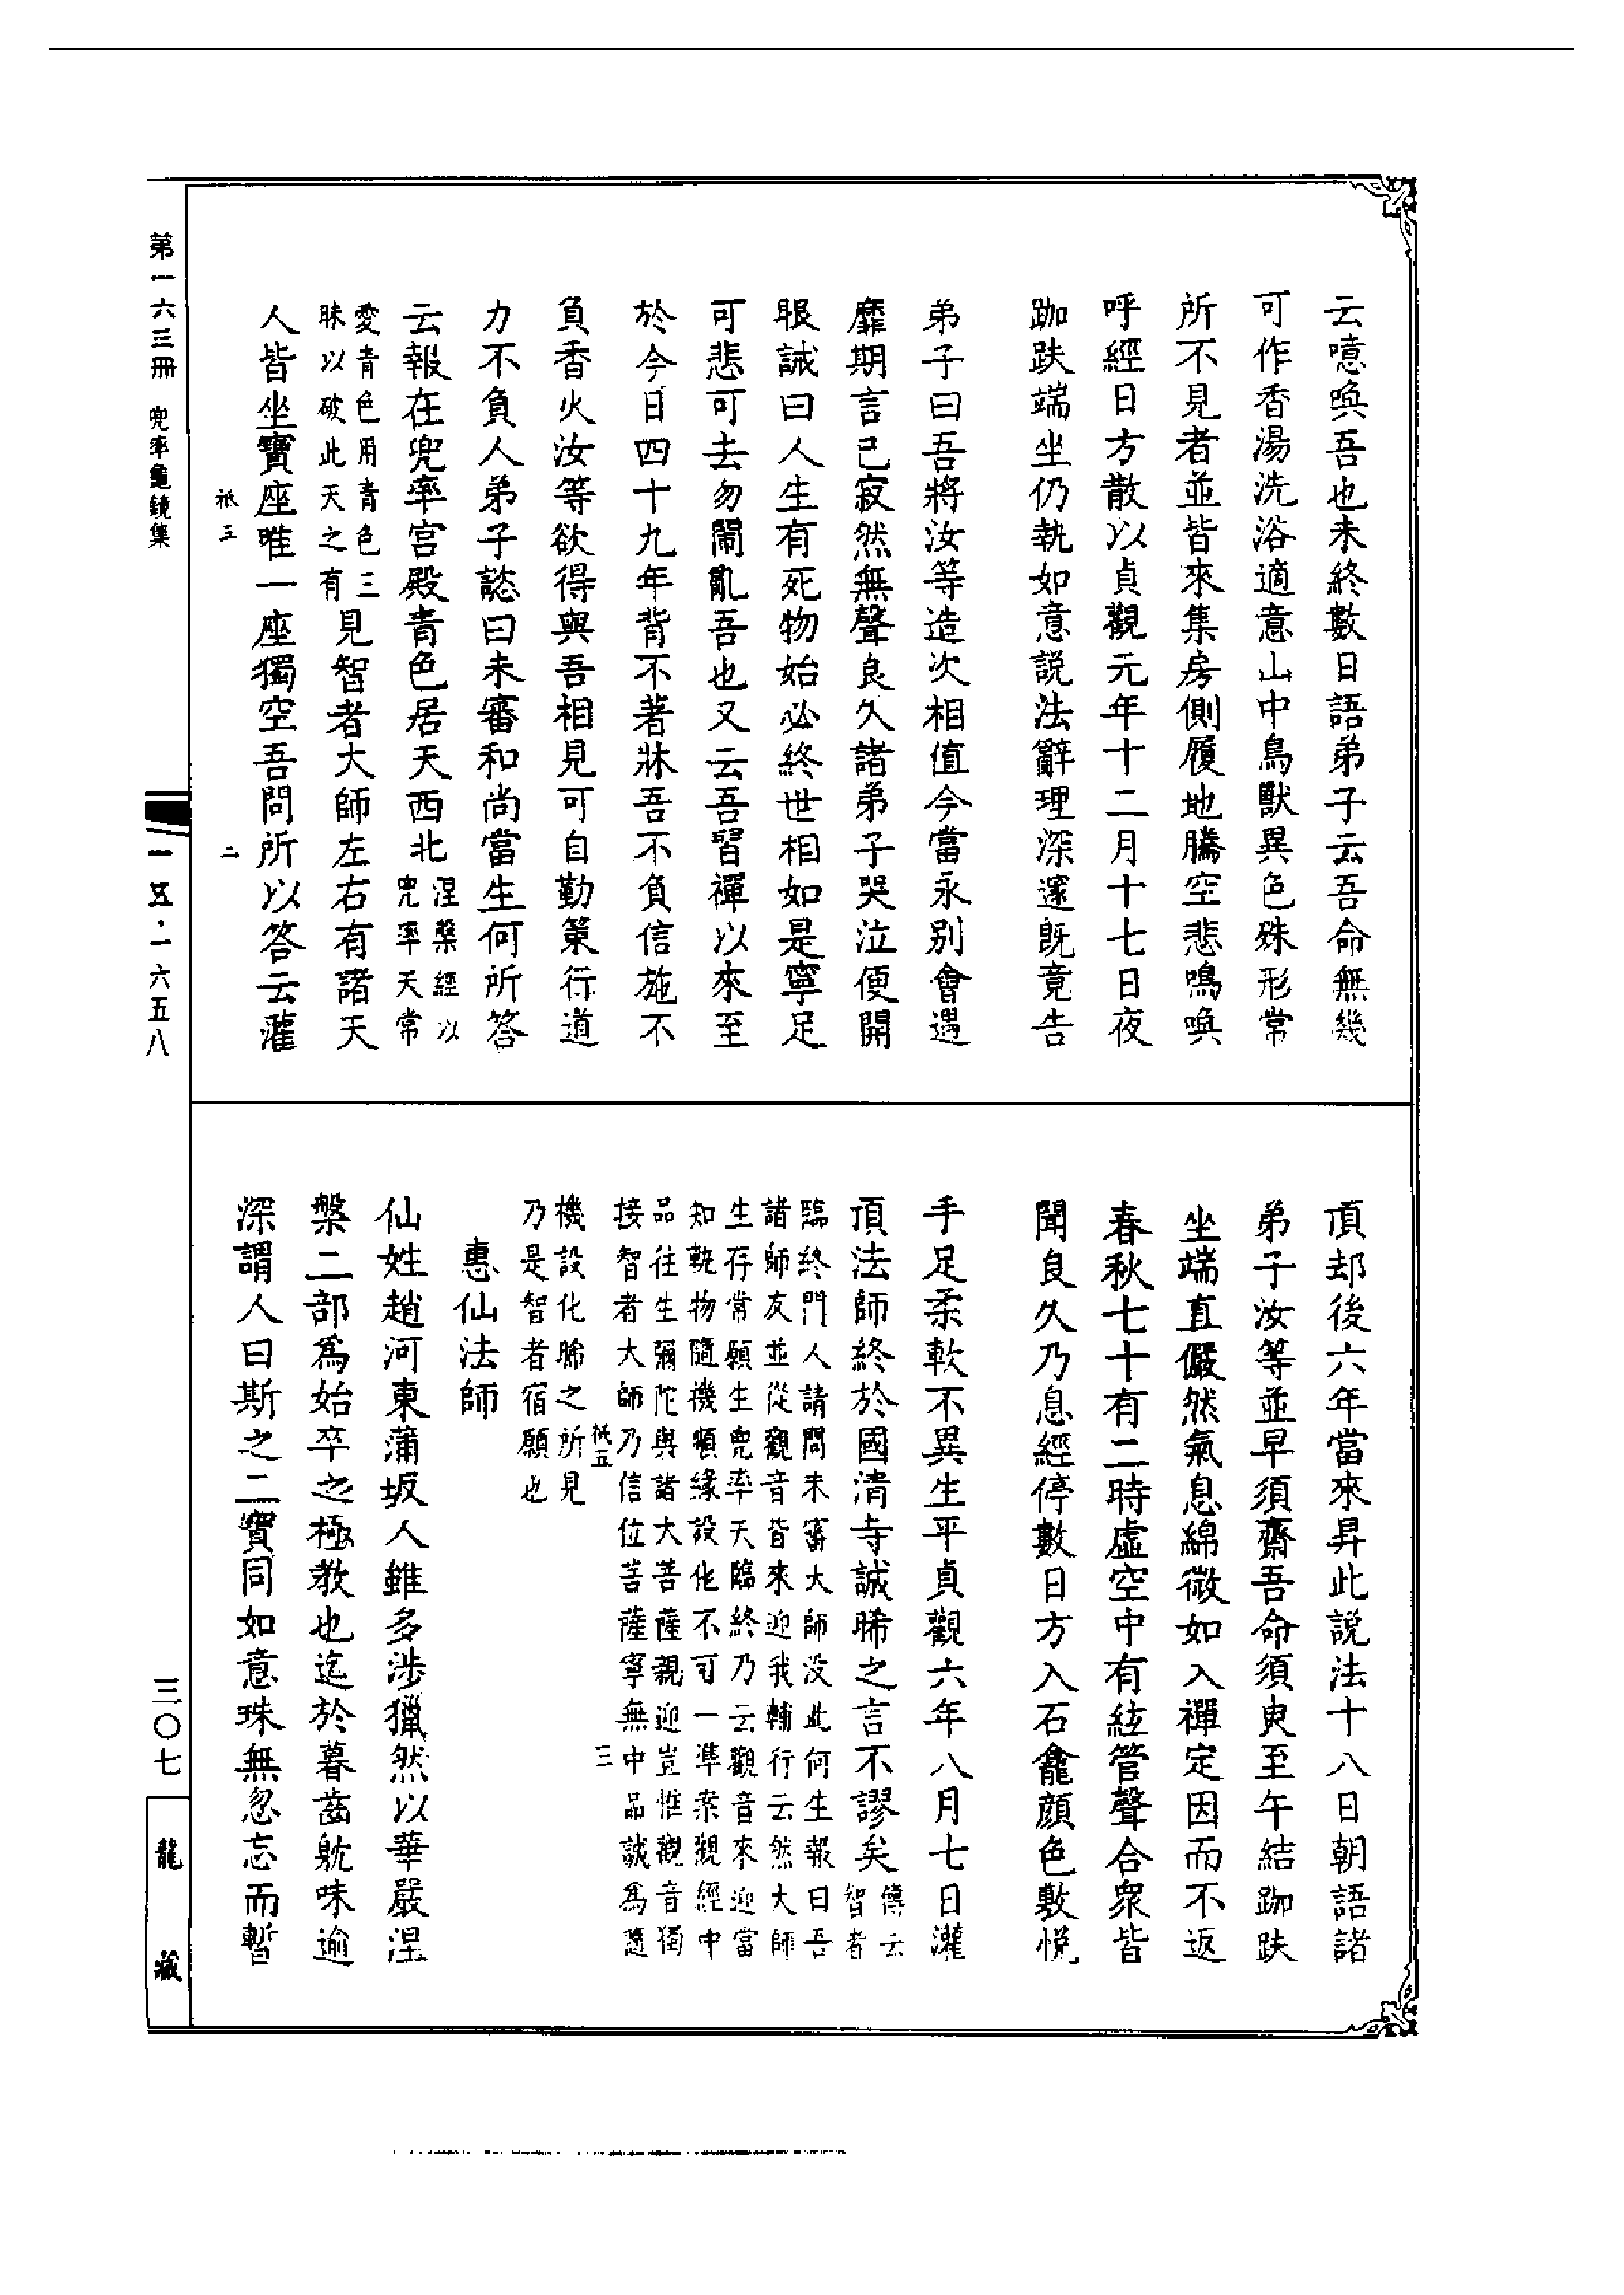 云噫喚吾也未終數日語弟子云吾命無幾
可作香湯洗浴適意山中鳥獸異色殊形常
所不見者並皆來集房側履地騰空悲鳴喚
呼經日方散以貞觀元年十二月十七日夜
跏趺端坐仍執如意説法辭理深邃旣竟告
弟子曰吾將汝等造次相值今當永別會遇
靡期言已寂然無聲良久諸弟子哭泣便開
眼誡曰人生有死物始必終世相如是寧足
可悲可去勿鬧亂吾也又云吾習禪以來至
於今日四十九年背不著牀吾不負信施不
負香火汝等欲得與吾相見可自勤策行道
力不負人弟子諮曰未審和尚當生何所答
云報在兜率宮殿青色居天西北涅槃經以
兜率天常
愛青色用青色三
昧以破此天之有見智者大師左右有諸天
人皆坐寶座唯一座獨空吾問所以答云灌
頂却後六年當來昇此説法十八日朝語諸
弟子汝等並早須齋吾命須臾至午結跏趺
坐端直儼然氣息綿微如入禪定因而不返
春秋七十有二時虛空中有絃管聲合衆皆
聞良久乃息經停數日方入石龕顏色敷悅
手足柔軟不異生平貞觀六年八月七日灌
頂法師終於國清寺誠晞之言不謬矣傳云
智者
臨終門人請問未審大師没此何生報曰吾
諸師友並從觀音皆來迎我輔行云然大師
生存常願生兜率天臨終乃云觀音來迎當
知執物隨機順緣設化不可一準案觀經中
品往生彌陀與諸大菩薩親迎豈惟觀音獨
接智者大師乃信位菩薩寧無中品誠爲隨
機設化晞之所見
乃是智者宿願也
惠仙法師
仙姓趙河東蒲坂人雖多涉獵然以華嚴涅
槃二部爲始卒之極教也迄於暮齒躭味逾
深謂人曰斯之二寶同如意珠無忽忘而暫
第一六三冊 兜率龜鏡集
一一五·一六五八
三〇七
龍藏
祇五
三
二